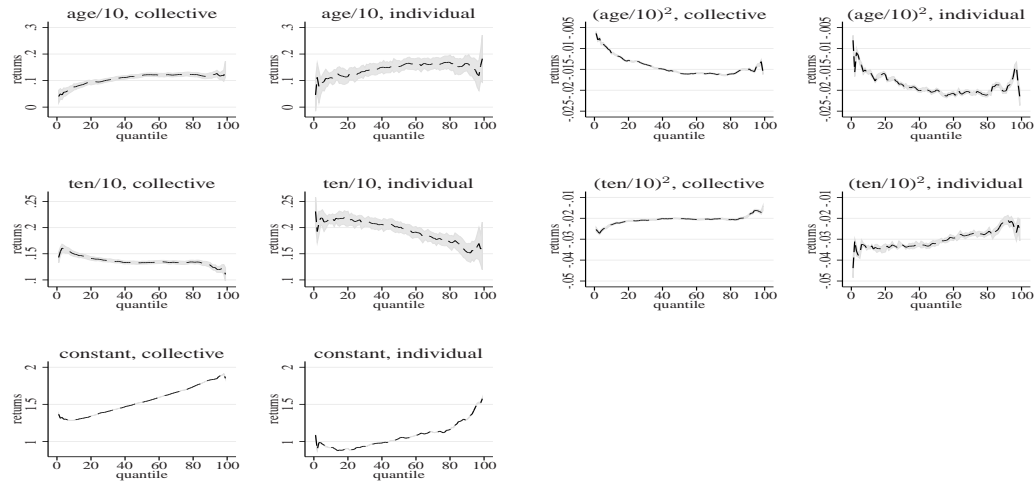 age/10, collective
returns
0 .1 .2 .3
0 20 40 60 80 100
quantile
age/10, individual
returns
0 .1 .2 .3
0 20 40 60 80 100
quantile
(age/10)², collective
returns
-.025 -.02 -.015 -.01 -.005
0 20 40 60 80 100
quantile
(age/10)², individual
returns
-.025 -.02 -.015 -.01 -.005
0 20 40 60 80 100
quantile
ten/10, collective
returns
.1 .15 .2 .25
0 20 40 60 80 100
quantile
ten/10, individual
returns
.1 .15 .2 .25
0 20 40 60 80 100
quantile
(ten/10)², collective
returns
-.05 -.04 -.03 -.02 -.01
0 20 40 60 80 100
quantile
(ten/10)², individual
returns
-.05 -.04 -.03 -.02 -.01
0 20 40 60 80 100
quantile
constant, collective
returns
1 1.5 2
0 20 40 60 80 100
quantile
constant, individual
returns
1 1.5 2
0 20 40 60 80 100
quantile